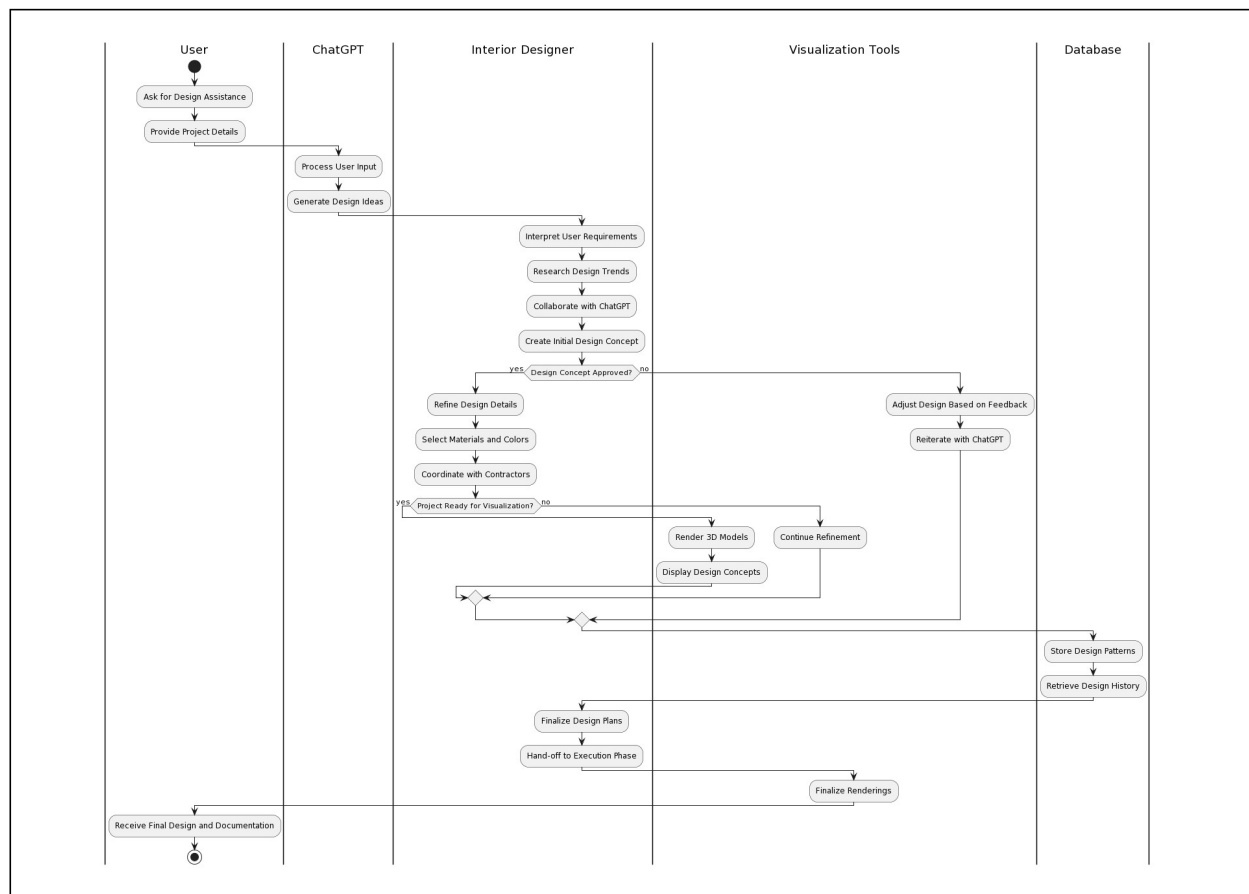 User
ChatGPT
Interior Designer
Visualization Tools
Database
Ask for Design Assistance
Provide Project Details
Process User Input
Generate Design Ideas
Interpret User Requirements
Research Design Trends
Collaborate with ChatGPT
Create Initial Design Concept
yes
Design Concept Approved?
no
Refine Design Details
Adjust Design Based on Feedback
Select Materials and Colors
Reiterate with ChatGPT
Coordinate with Contractors
yes
Project Ready for Visualization?
no
Render 3D Models
Continue Refinement
Display Design Concepts
Store Design Patterns
Retrieve Design History
Finalize Design Plans
Hand-off to Execution Phase
Finalize Renderings
Receive Final Design and Documentation